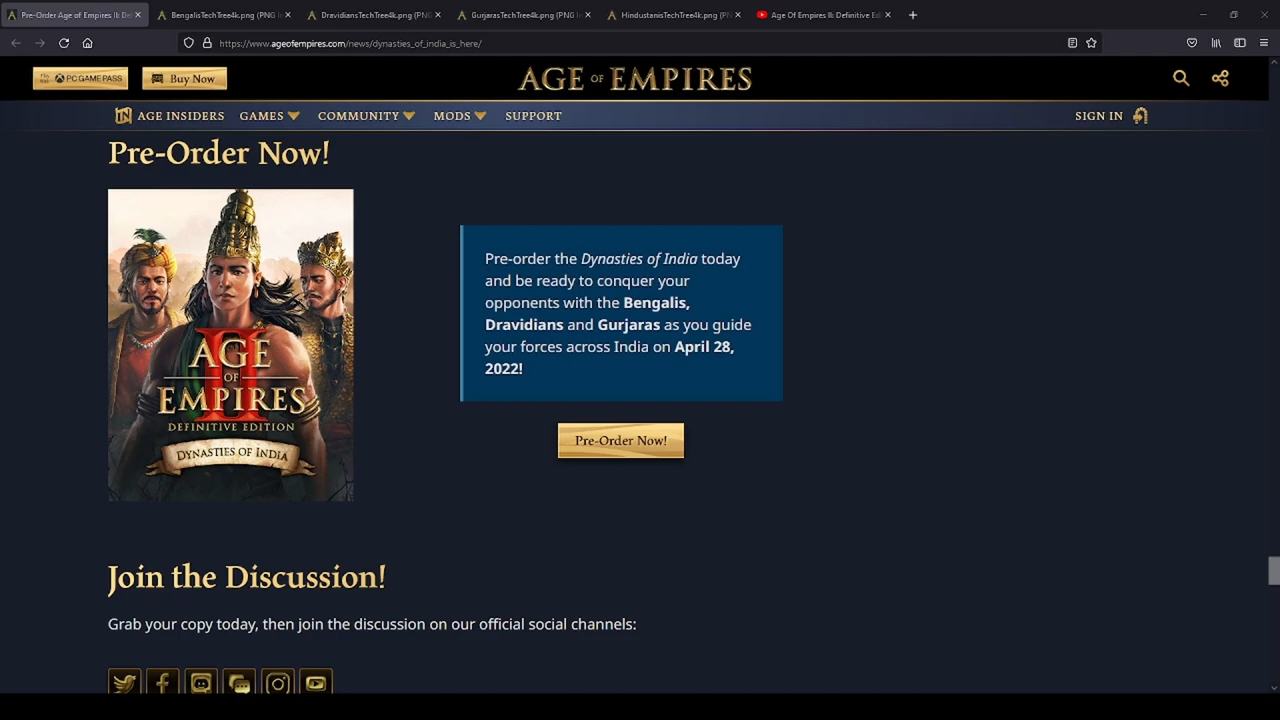 Pre-Order Age of Empires II: De
BengalisTechTree4k.png (PNG I
DravidiansTechTree4k.png (PNG
GurjarasTechTree4k.png (PNG I
HindustanisTechTree4k.png (PN
Age Of Empires II: Definitive Ed
https://www.ageofempires.com/news/dynasties_of_india_is_here/
PC GAME PASS
Buy Now
AGE OF EMPIRES
AGE INSIDERS GAMES COMMUNITY MODS SUPPORT
SIGN IN
Pre-Order Now!
AGE
OF
EMPIRES
II
DEFINITIVE EDITION
DYNASTIES OF INDIA
Pre-order the Dynasties of India today
and be ready to conquer your
opponents with the Bengalis,
Dravidians and Gurjaras as you guide
your forces across India on April 28,
2022!
Pre-Order Now!
Join the Discussion!
Grab your copy today, then join the discussion on our official social channels: